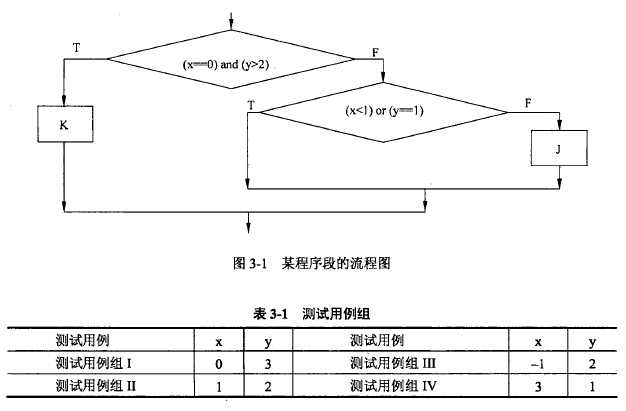 T
(x==0) and (y>2)
F
K
T
(x<1) or (y==1)
F
J
图 3-1 某程序段的流程图
表 3-1 测试用例组
测试用例 x y 测试用例 x y
测试用例组 I 0 3 测试用例组 III -1 2
测试用例组 II 1 2 测试用例组 IV 3 1